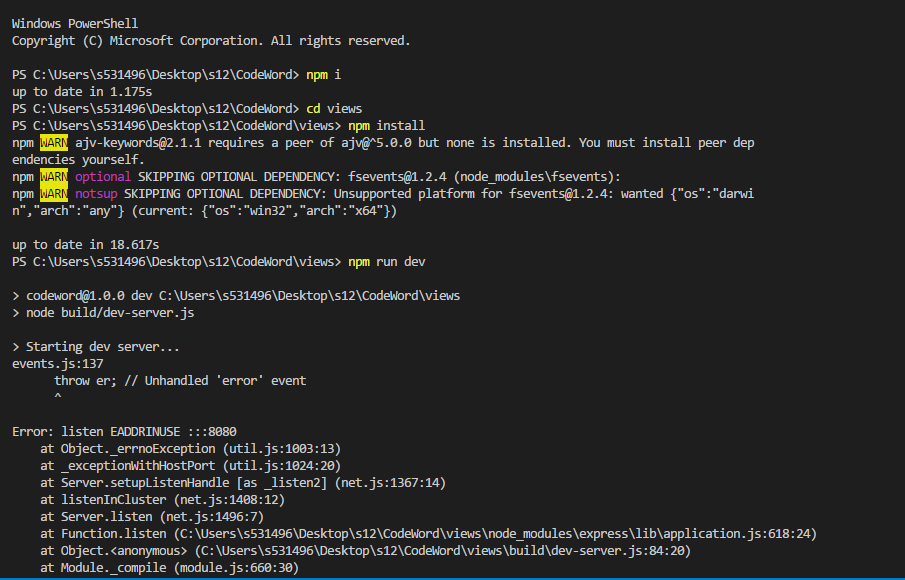 Windows PowerShell
Copyright (C) Microsoft Corporation. All rights reserved.
PS C:\Users\s531496\Desktop\s12\CodeWord> npm i
up to date in 1.175s
PS C:\Users\s531496\Desktop\s12\CodeWord> cd views
PS C:\Users\s531496\Desktop\s12\CodeWord\views> npm install
npm WARN ajv-keywords@2.1.1 requires a peer of ajv@^5.0.0 but none is installed. You must install peer dep
endencies yourself.
npm WARN optional SKIPPING OPTIONAL DEPENDENCY: fsevents@1.2.4 (node_modules\fsevents):
npm WARN notsup SKIPPING OPTIONAL DEPENDENCY: Unsupported platform for fsevents@1.2.4: wanted {"os":"darwi
n","arch":"any"} (current: {"os":"win32","arch":"x64"})
up to date in 18.617s
PS C:\Users\s531496\Desktop\s12\CodeWord\views> npm run dev
> codeword@1.0.0 dev C:\Users\s531496\Desktop\s12\CodeWord\views
> node build/dev-server.js
> Starting dev server...
events.js:137
throw er; // Unhandled 'error' event
^
Error: listen EADDRINUSE :::8080
at Object._errnoException (util.js:1003:13)
at _exceptionWithHostPort (util.js:1024:20)
at Server.setupListenHandle [as _listen2] (net.js:1367:14)
at listenInCluster (net.js:1408:12)
at Server.listen (net.js:1496:7)
at Function.listen (C:\Users\s531496\Desktop\s12\CodeWord\views\node_modules\express\lib\application.js:618:24)
at Object.<anonymous> (C:\Users\s531496\Desktop\s12\CodeWord\views\build\dev-server.js:84:20)
at Module._compile (module.js:660:30)